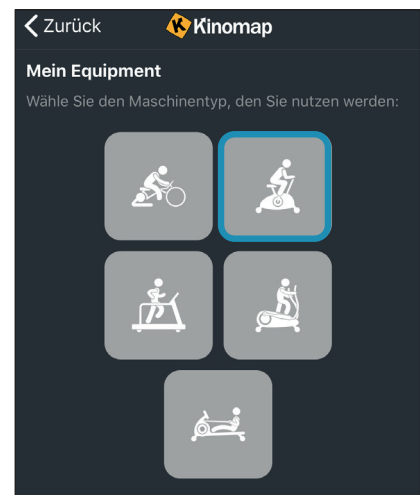 Zurück
Kinomap
Mein Equipment
Wähle Sie den Maschinentyp, den Sie nutzen werden: